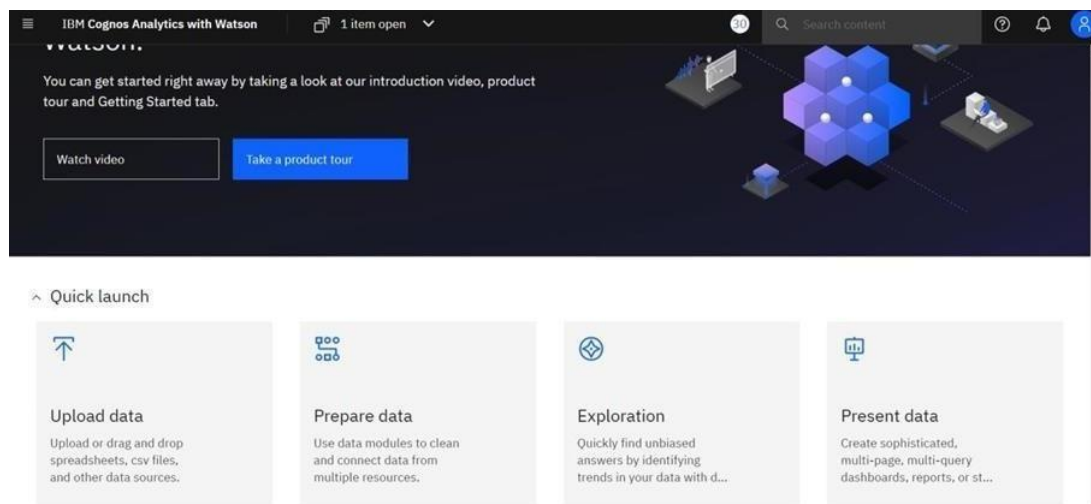 IBM Cognos Analytics with Watson
1 item open
30
Search content
Watson.
You can get started right away by taking a look at our introduction video, product
tour and Getting Started tab.
Watch video
Take a product tour
Quick launch
Upload data
Upload or drag and drop
spreadsheets, csv files,
and other data sources.
Prepare data
Use data modules to clean
and connect data from
multiple resources.
Exploration
Quickly find unbiased
answers by identifying
trends in your data with d...
Present data
Create sophisticated,
multi-page, multi-query
dashboards, reports, or st...